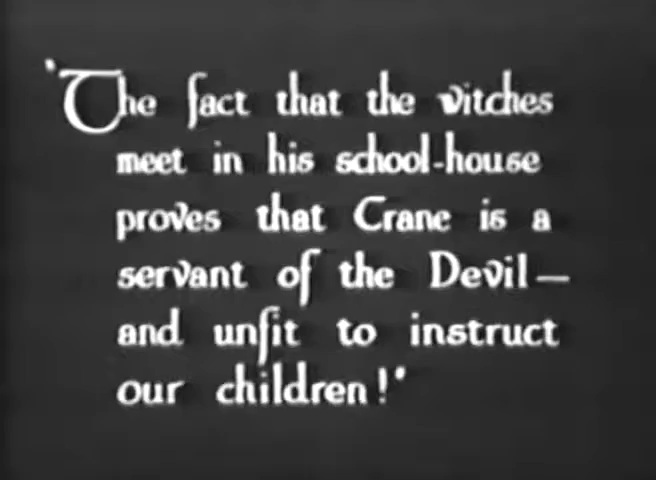 'The fact that the vitches
meet in his school-house
proves that Crane is a
servant of the Devil—
and unfit to instruct
our children!'